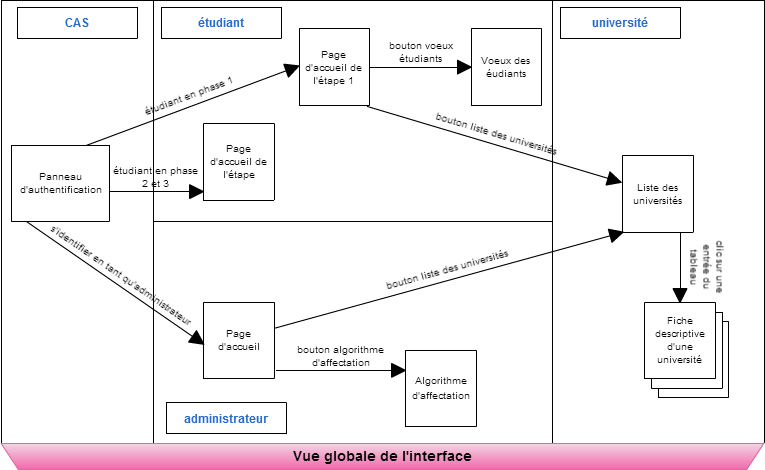 CAS
étudiant
université
Page
d'accueil de
l'étape 1
bouton voeux
étudiants
Voeux des
éudiants
étudiant en phase 1
bouton liste des universités
Panneau
d'authentification
étudiant en phase
2 et 3
Page
d'accueil de
l'étape
Liste des
universités
s'identifier en tant qu'administrateur
bouton liste des universités
clic sur une
entrée du
tableau
Page
d'accueil
bouton algorithme
d'affectation
Algorithme
d'affectation
Fiche
descriptive
d'une
université
administrateur
Vue globale de l'interface